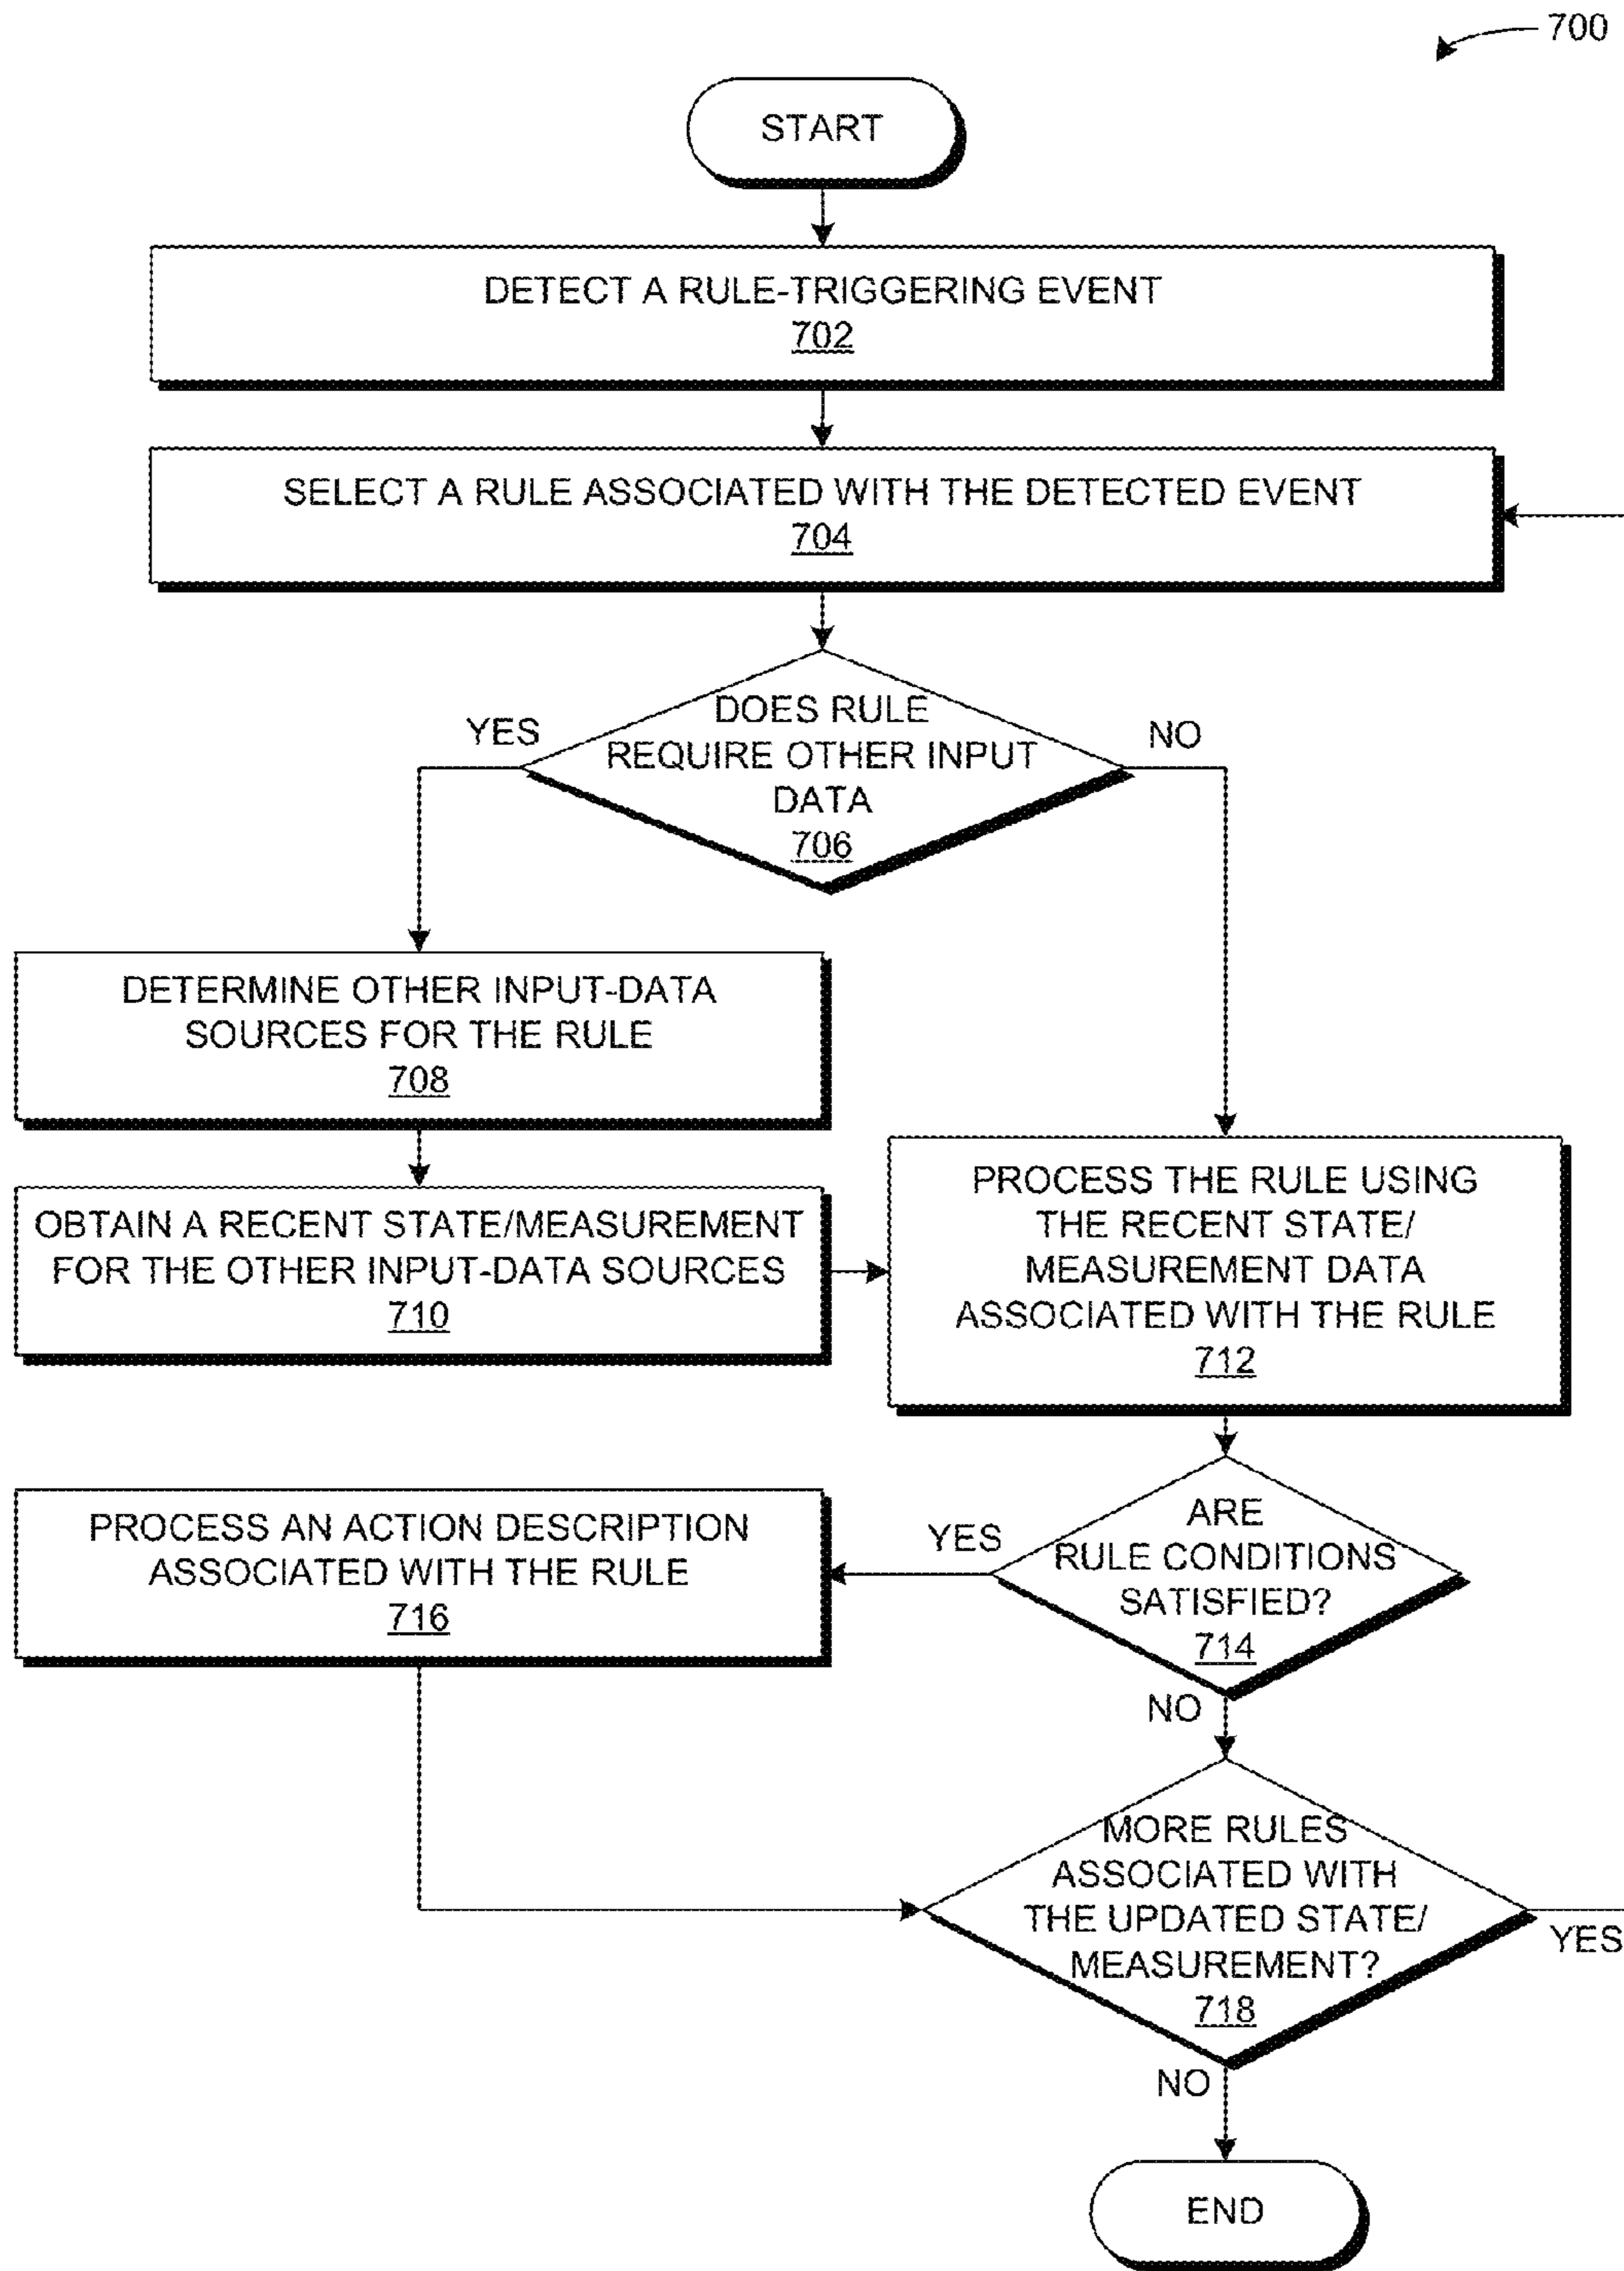 700
START
DETECT A RULE-TRIGGERING EVENT
702
SELECT A RULE ASSOCIATED WITH THE DETECTED EVENT
704
DOES RULE
REQUIRE OTHER INPUT
DATA
706
YES
NO
DETERMINE OTHER INPUT-DATA
SOURCES FOR THE RULE
708
OBTAIN A RECENT STATE/MEASUREMENT
FOR THE OTHER INPUT-DATA SOURCES
710
PROCESS THE RULE USING
THE RECENT STATE/
MEASUREMENT DATA
ASSOCIATED WITH THE RULE
712
ARE
RULE CONDITIONS
SATISFIED?
714
YES
NO
PROCESS AN ACTION DESCRIPTION
ASSOCIATED WITH THE RULE
716
MORE RULES
ASSOCIATED WITH
THE UPDATED STATE/
MEASUREMENT?
718
YES
NO
END